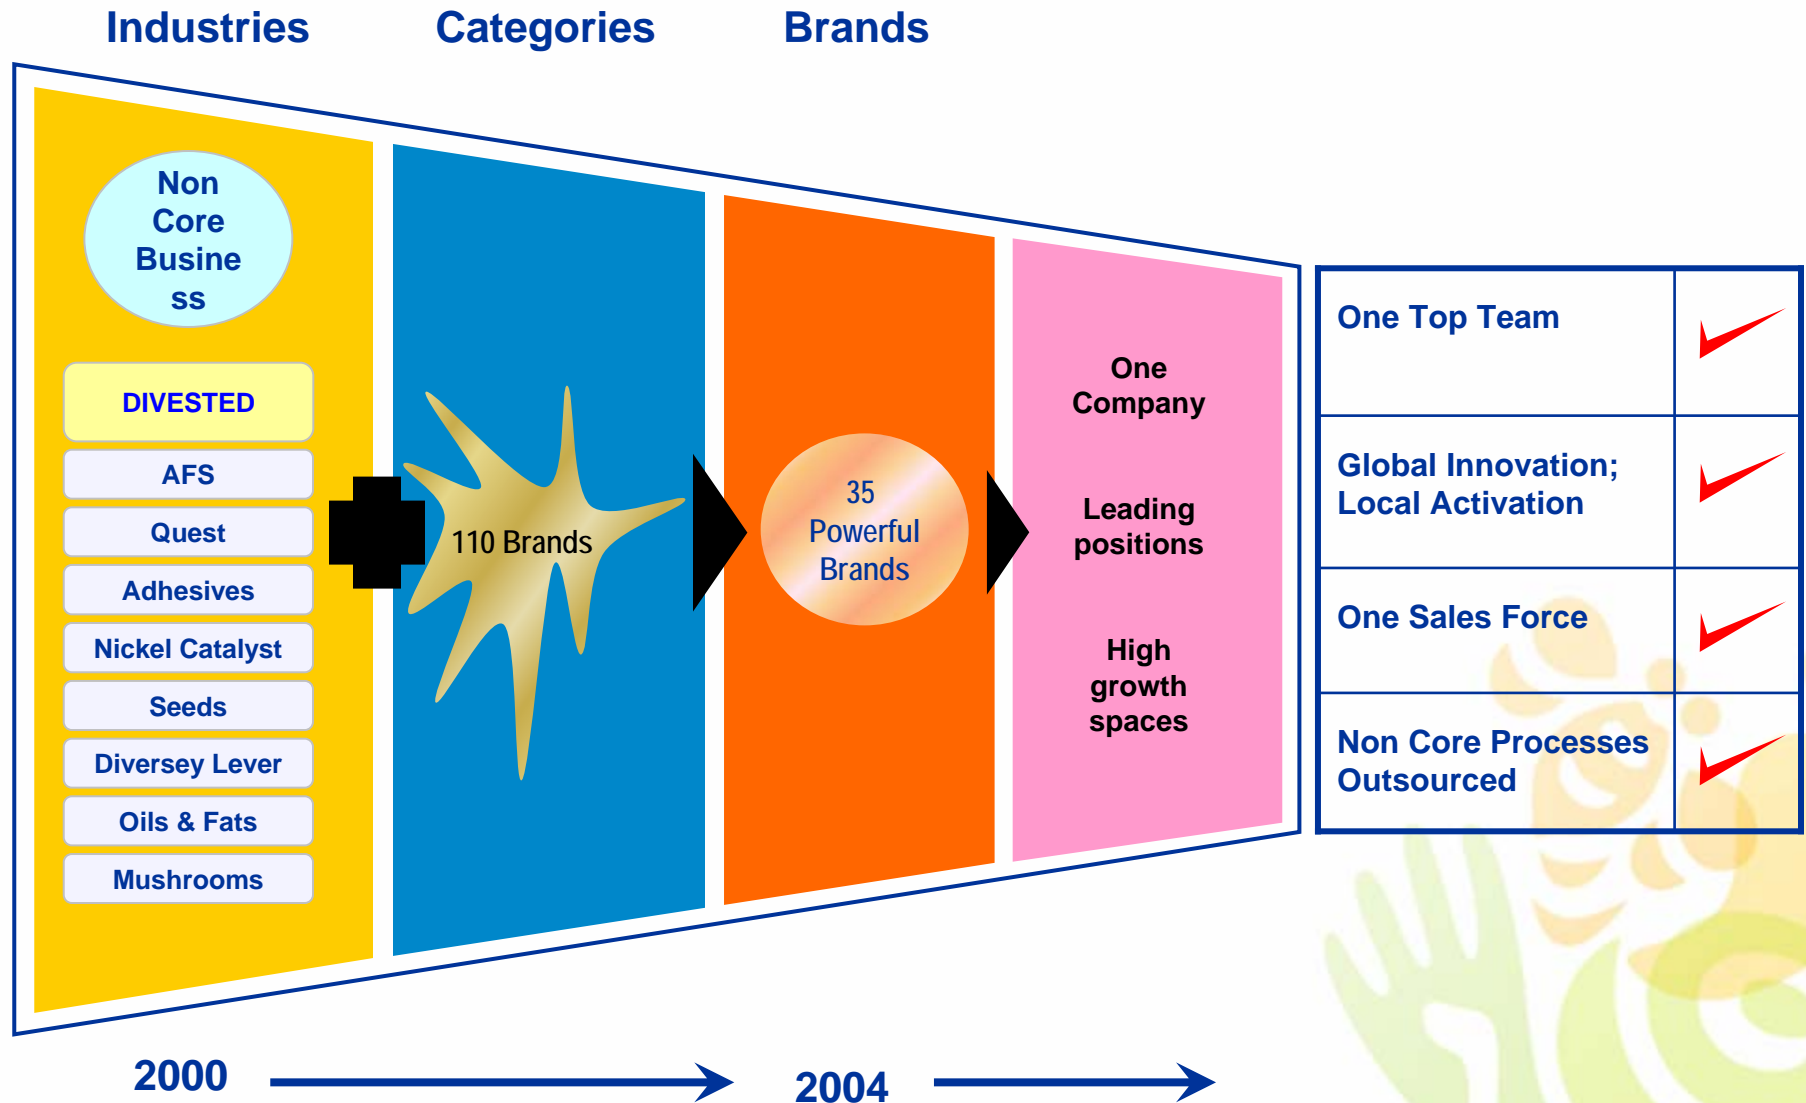 Industries
Categories
Brands
Non
Core
Busine
ss
DIVESTED
AFS
Quest
Adhesives
Nickel Catalyst
Seeds
Diversey Lever
Oils & Fats
Mushrooms
110 Brands
35
Powerful
Brands
One
Company
Leading
positions
High
growth
spaces
One Top Team
Global Innovation;
Local Activation
One Sales Force
Non Core Processes
Outsourced
2000
2004